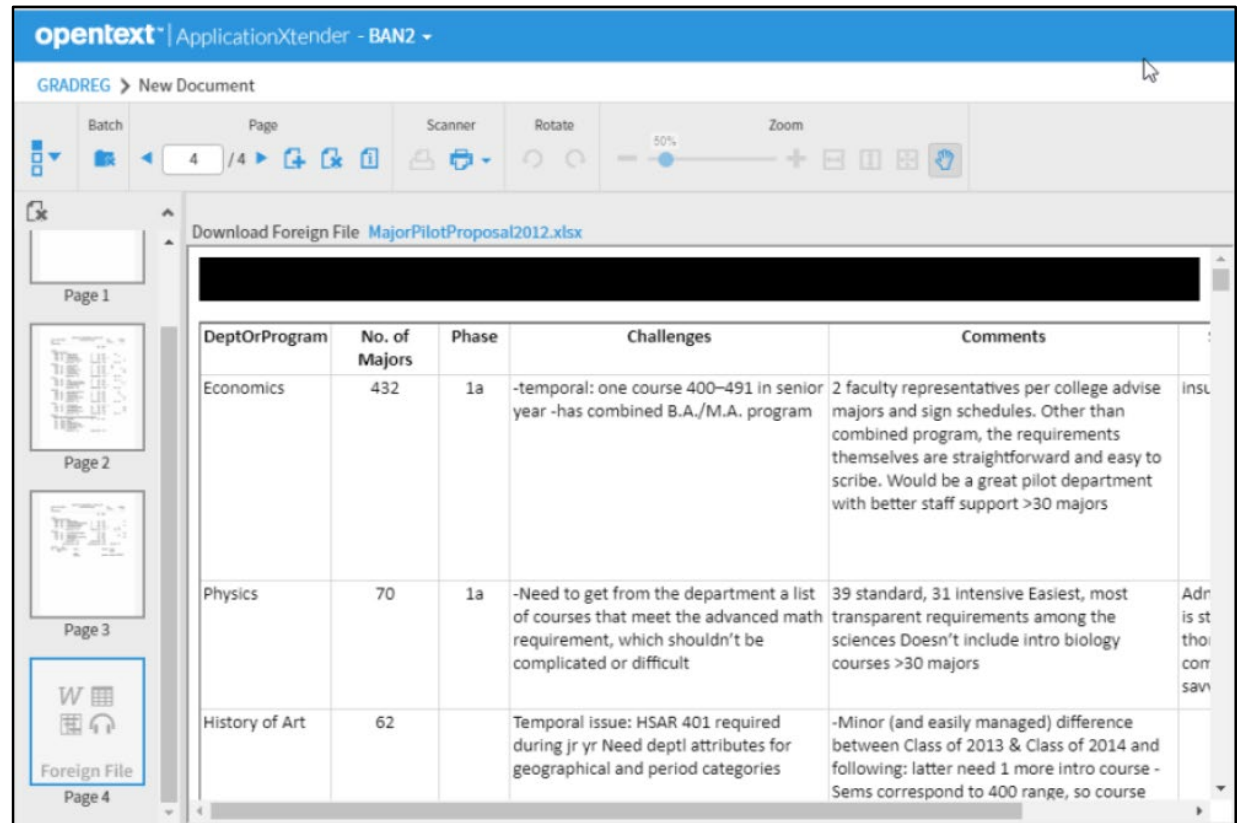 opentext™ | ApplicationXtender - BAN2
GRADREG > New Document
Batch Page Scanner Rotate Zoom
4 /4 50%
Download Foreign File MajorPilotProposal2012.xlsx
Page 1
Page 2
Page 3
Foreign File
Page 4
DeptOrProgram No. of Majors Phase Challenges Comments
Economics 432 1a
-temporal: one course 400–491 in senior
year -has combined B.A./M.A. program
2 faculty representatives per college advise
majors and sign schedules. Other than
combined program, the requirements
themselves are straightforward and easy to
scribe. Would be a great pilot department
with better staff support >30 majors
insu
Physics 70 1a
-Need to get from the department a list
of courses that meet the advanced math
requirement, which shouldn't be
complicated or difficult
39 standard, 31 intensive Easiest, most
transparent requirements among the
sciences Doesn't include intro biology
courses >30 majors
is st
History of Art 62
Temporal issue: HSAR 401 required
during jr yr Need deptl attributes for
geographical and period categories
-Minor (and easily managed) difference
between Class of 2013 & Class of 2014 and
following: latter need 1 more intro course -
Sems correspond to 400 range, so course